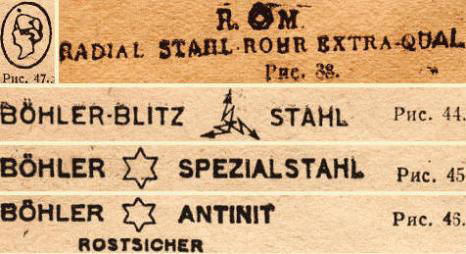 Рис. 47.
R. O M.
RADIAL STAHL-ROHR EXTRA-QUAL.
Рис. 38.
BÖHLER-BLITZ STAHL Рис. 44.
BÖHLER SPEZIALSTAHL Рис. 45
BÖHLER ANTINIT Рис. 46.
ROSTSICHER